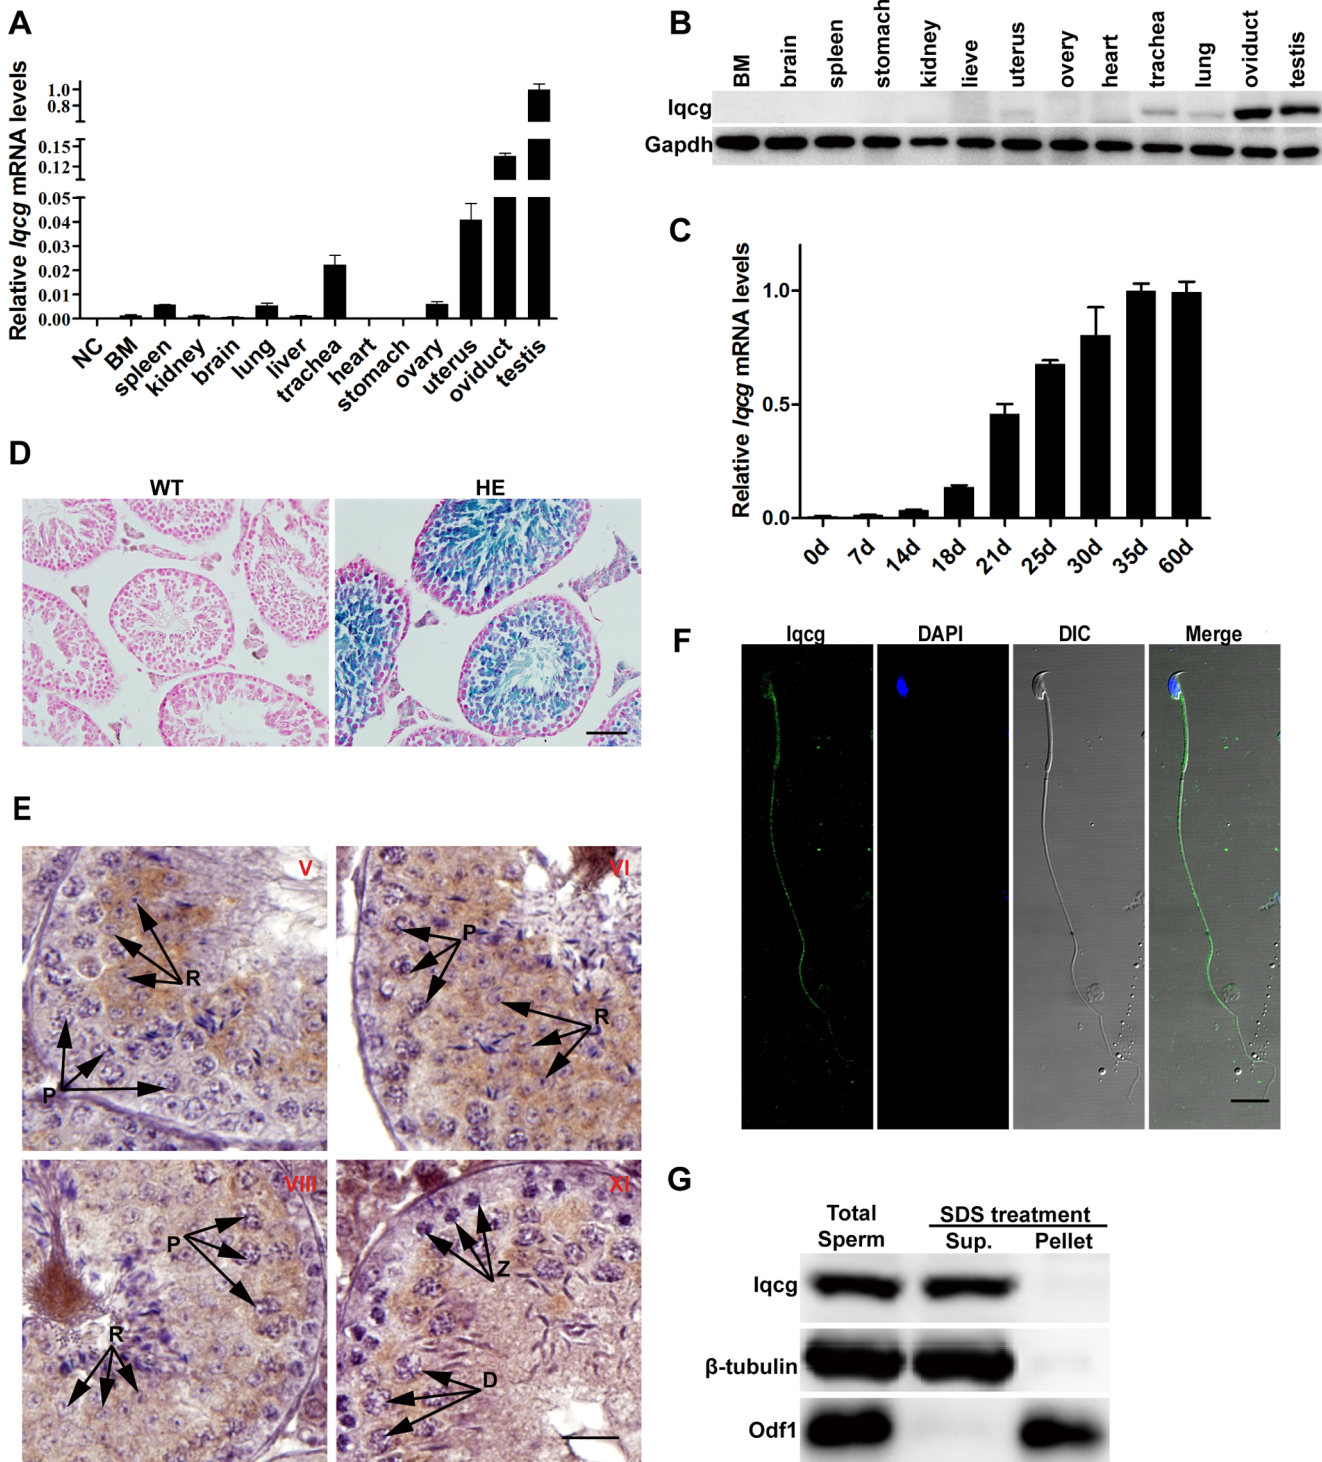 A
Relative Iqcg mRNA levels
1.0
0.8
0.15
0.12
0.05
0.04
0.03
0.02
0.01
0.00
NC
BM
spleen
kidney
brain
lung
liver
trachea
heart
stomach
ovary
uterus
oviduct
testis
B
BM
brain
spleen
stomach
kidney
lieve
uterus
overy
heart
trachea
lung
oviduct
testis
Iqcg
Gapdh
C
Relative Iqcg mRNA levels
1.0
0.5
0.0
0d
7d
14d
18d
21d
25d
30d
35d
60d
D
WT
HE
E
V
R
P
VI
P
R
VIII
P
R
XI
Z
D
F
Iqcg
DAPI
DIC
Merge
G
Total
Sperm
SDS treatment
Sup.
Pellet
Iqcg
β-tubulin
Odf1